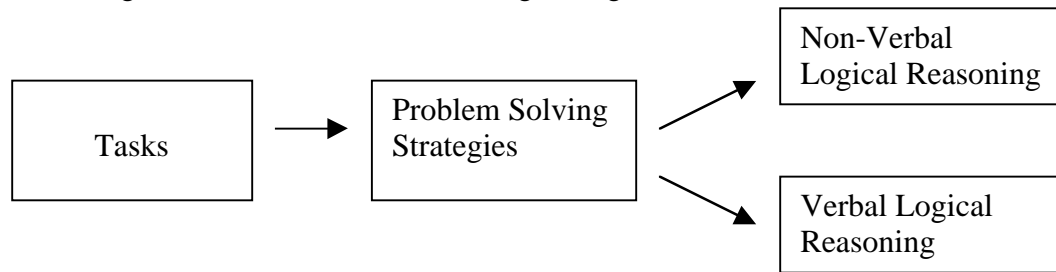 Non-Verbal
Logical Reasoning
Tasks
Problem Solving
Strategies
Verbal Logical
Reasoning